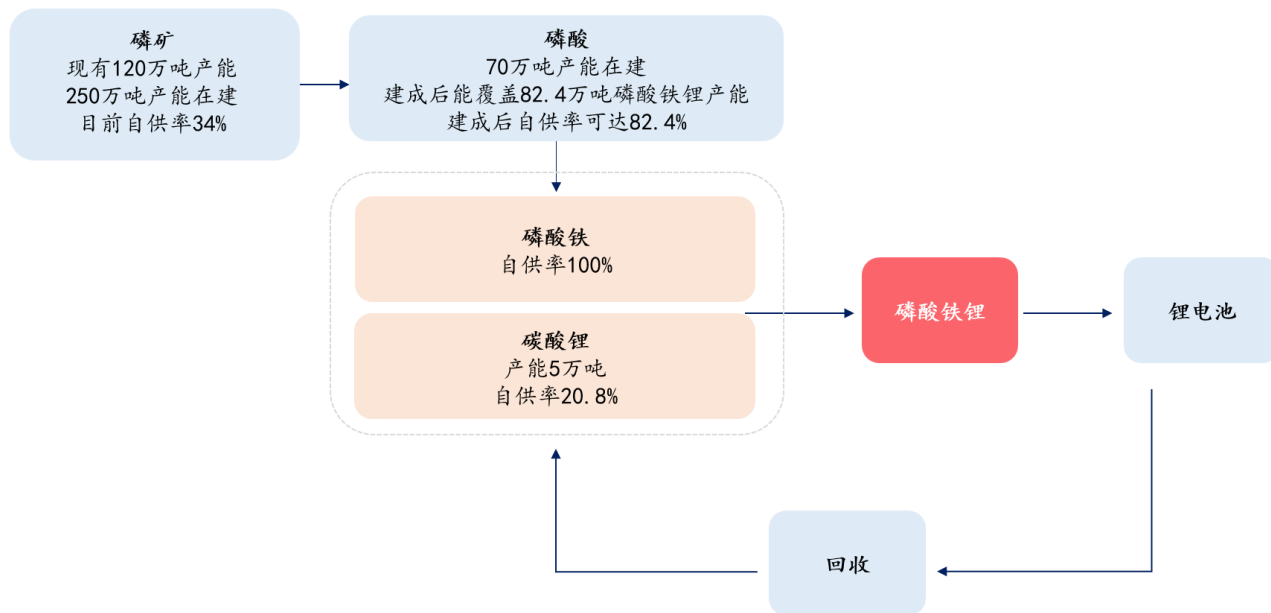 磷矿
现有120万吨产能
250万吨产能在建
目前自供率34%
磷酸
70万吨产能在建
建成后能覆盖82.4万吨磷酸铁锂产能
建成后自供率可达82.4%
磷酸铁
自供率100%
碳酸锂
产能5万吨
自供率20.8%
磷酸铁锂
锂电池
回收